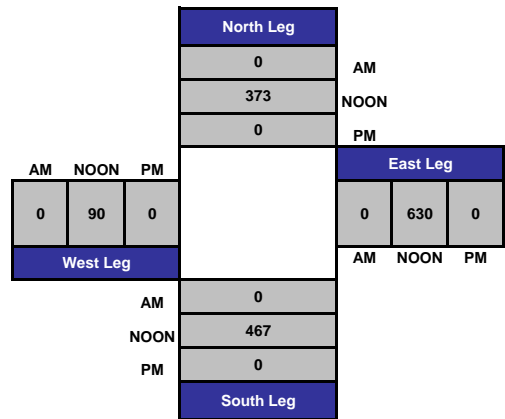 North Leg
0 AM
373 NOON
0 PM
AM NOON PM
East Leg
0 90 0
0 630 0
West Leg
AM NOON PM
AM 0
NOON 467
PM 0
South Leg